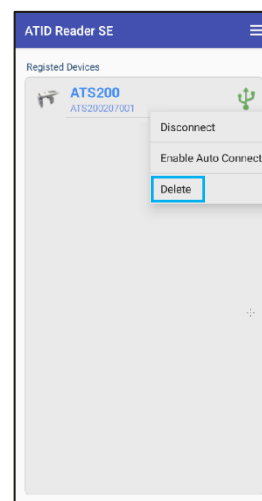 ATID Reader SE
Registed Devices
ATS200
ATS200207001
Disconnect
Enable Auto Connect
Delete